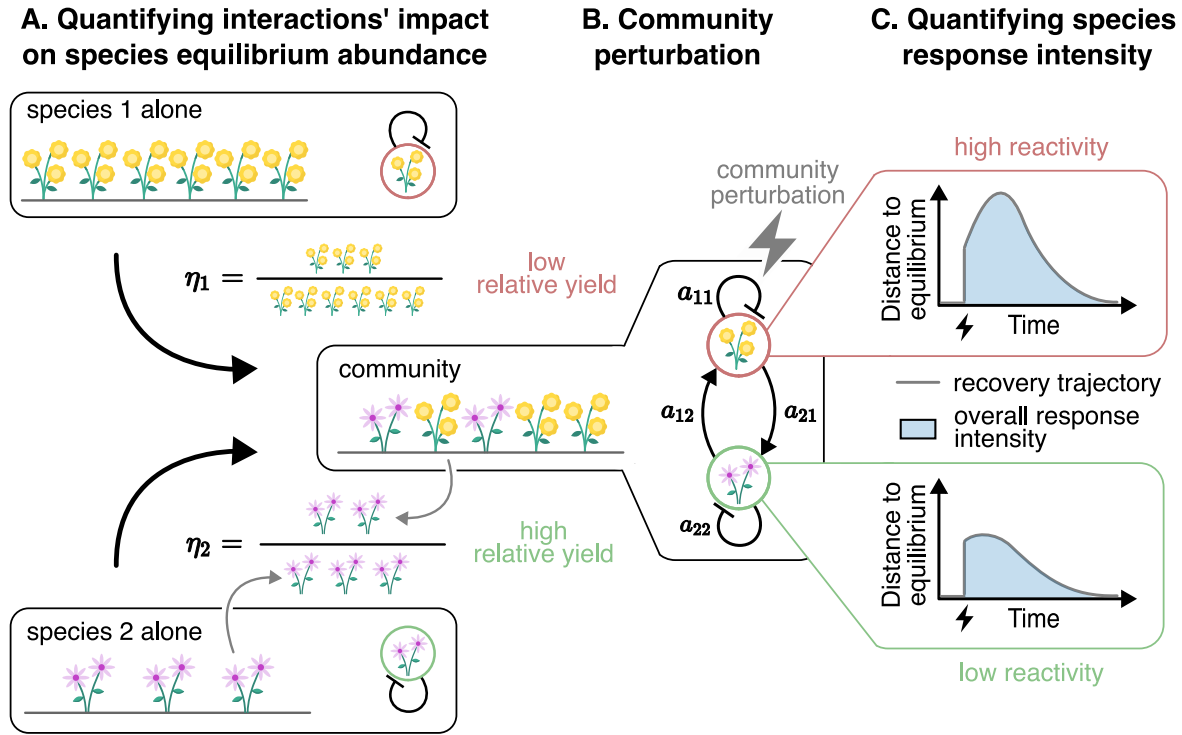 A. Quantifying interactions' impact
on species equilibrium abundance
species 1 alone
η₁ =
low
relative yield
community
η₂ =
high
relative yield
species 2 alone
B. Community
perturbation
community
perturbation
a₁₁
a₁₂
a₂₁
a₂₂
C. Quantifying species
response intensity
high reactivity
Distance to
equilibrium
Time
recovery trajectory
overall response
intensity
Distance to
equilibrium
Time
low reactivity